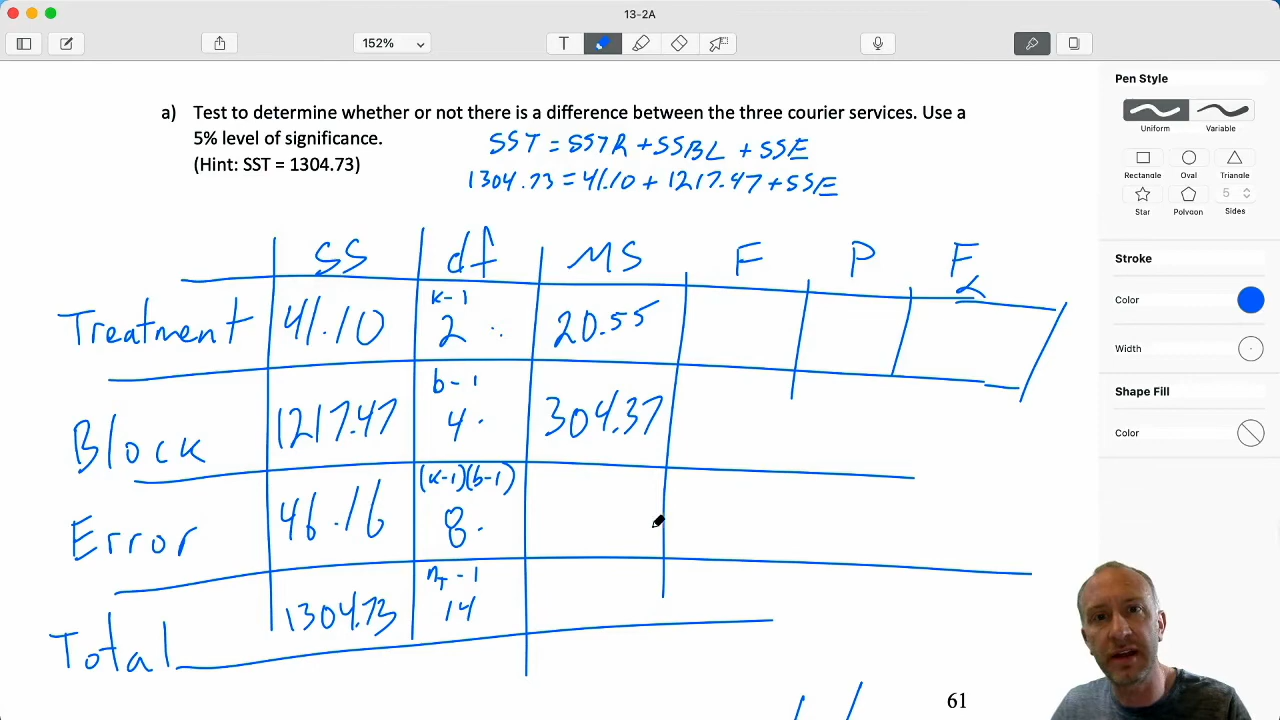 13-2A
152%
T
a) Test to determine whether or not there is a difference between the three courier services. Use a
5% level of significance.
(Hint: SST = 1304.73)
SST = SSTR + SSBL + SSE
1304.73 = 41.10 + 1217.47 + SSE
SS df MS F P Fα
Treatment 41.10 k-1 2 20.55
Block 1217.47 b-1 4 304.37
Error 46.16 (k-1)(b-1) 8
Total 1304.73 nT-1 14
61
Pen Style
Uniform Variable
Rectangle Oval Triangle
Star Polygon 5 Sides
Stroke
Color
Width
Shape Fill
Color